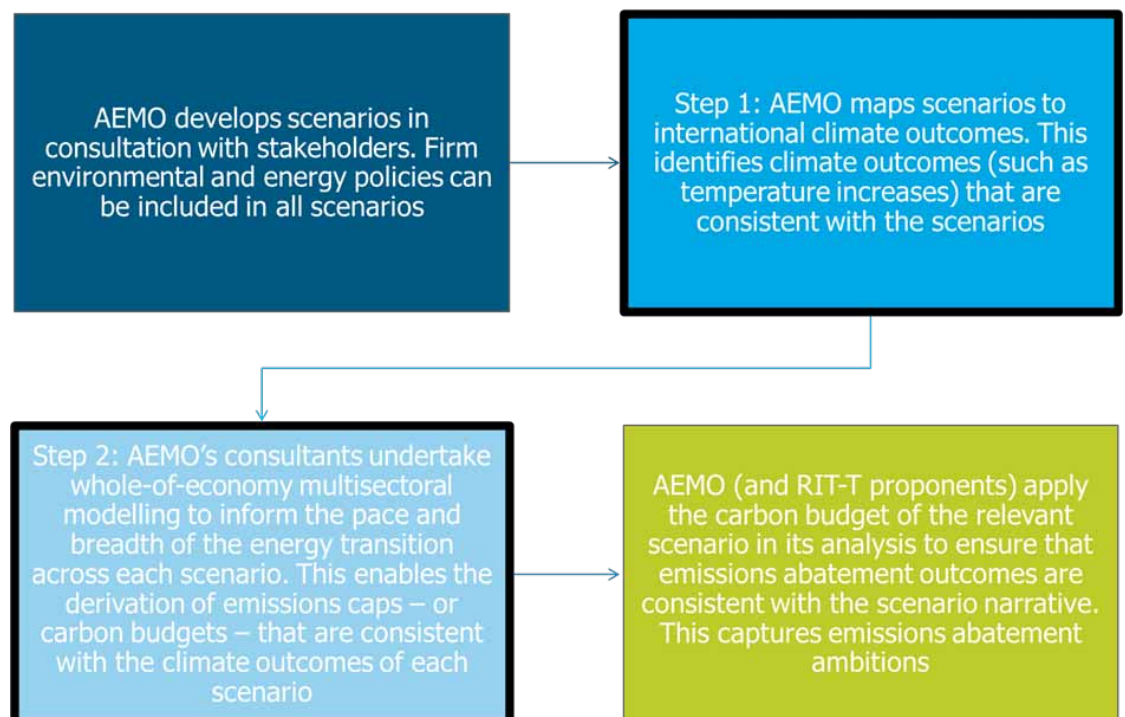 AEMO develops scenarios in
consultation with stakeholders. Firm
environmental and energy policies can
be included in all scenarios
Step 1: AEMO maps scenarios to
international climate outcomes. This
identifies climate outcomes (such as
temperature increases) that are
consistent with the scenarios
Step 2: AEMO’s consultants undertake
whole-of-economy multisectoral
modelling to inform the pace and
breadth of the energy transition
across each scenario. This enables the
derivation of emissions caps – or
carbon budgets – that are consistent
with the climate outcomes of each
scenario
AEMO (and RIT-T proponents) apply
the carbon budget of the relevant
scenario in its analysis to ensure that
emissions abatement outcomes are
consistent with the scenario narrative.
This captures emissions abatement
ambitions